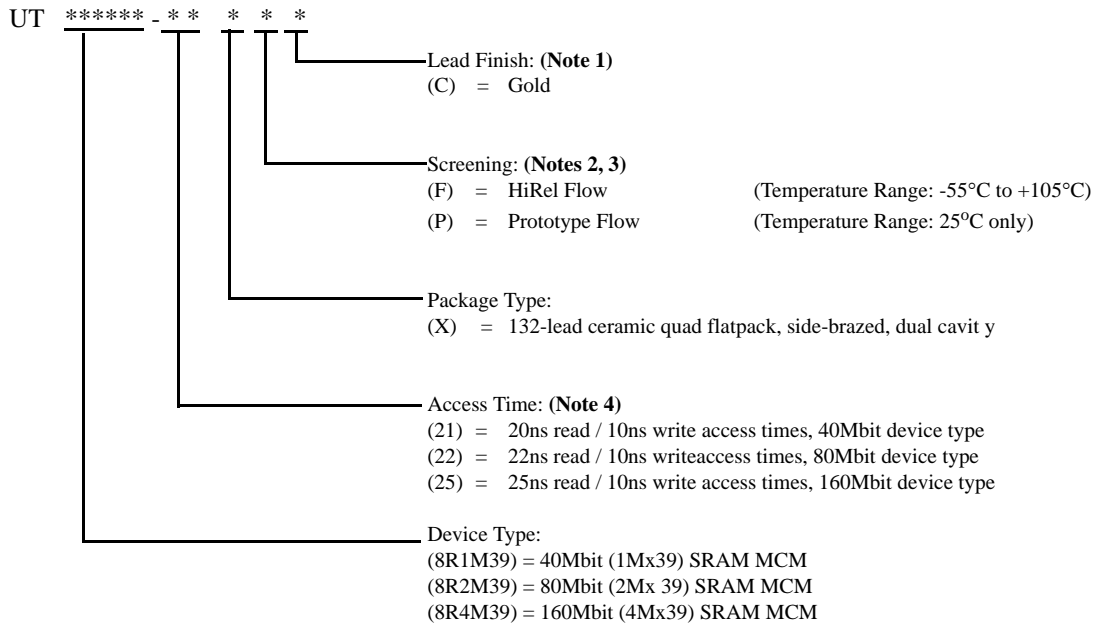 UT ****** - * * * * *
Lead Finish: (Note 1)
(C) = Gold
Screening: (Notes 2, 3)
(F) = HiRel Flow (Temperature Range: -55°C to +105°C)
(P) = Prototype Flow (Temperature Range: 25°C only)
Package Type:
(X) = 132-lead ceramic quad flatpack, side-brazed, dual cavit y
Access Time: (Note 4)
(21) = 20ns read / 10ns write access times, 40Mbit device type
(22) = 22ns read / 10ns writeaccess times, 80Mbit device type
(25) = 25ns read / 10ns write access times, 160Mbit device type
Device Type:
(8R1M39) = 40Mbit (1Mx39) SRAM MCM
(8R2M39) = 80Mbit (2Mx 39) SRAM MCM
(8R4M39) = 160Mbit (4Mx39) SRAM MCM